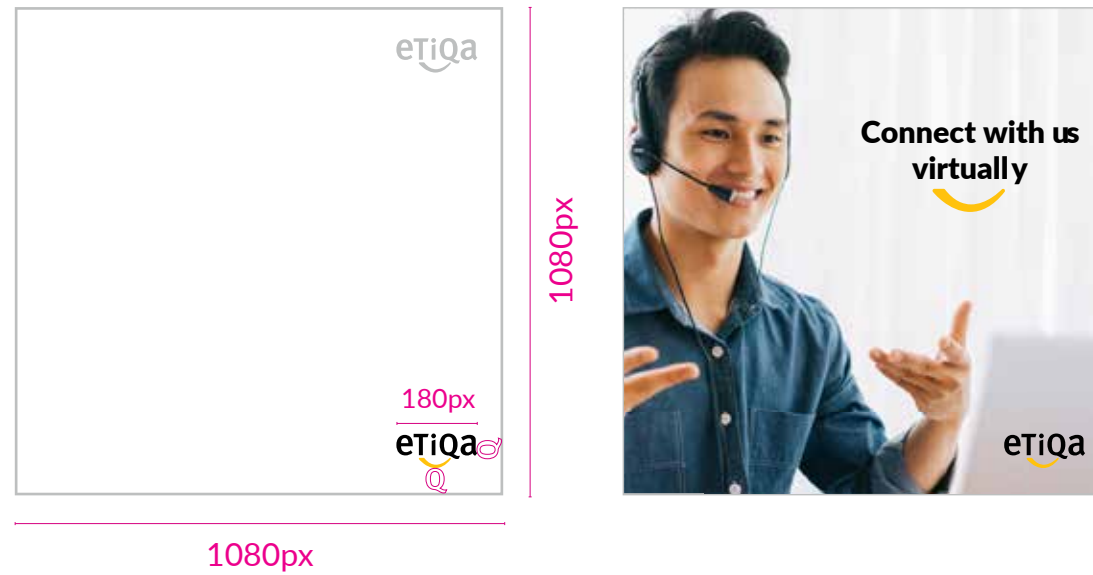 eTiQa
1080px
180px
eTiQa
Q
Q
1080px
Connect with us
virtually
eTiQa